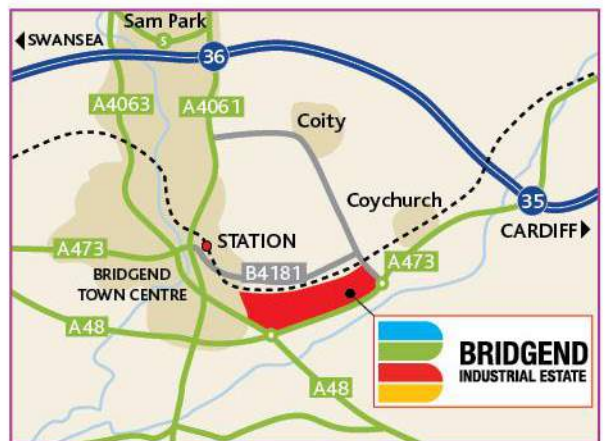 Sam Park
SWANSEA
S
36
A4063
A4061
Coity
Coychurch
35
CARDIFF
STATION
A473
B4181
A473
BRIDGEND
TOWN CENTRE
A48
A48
BRIDGEND
INDUSTRIAL ESTATE